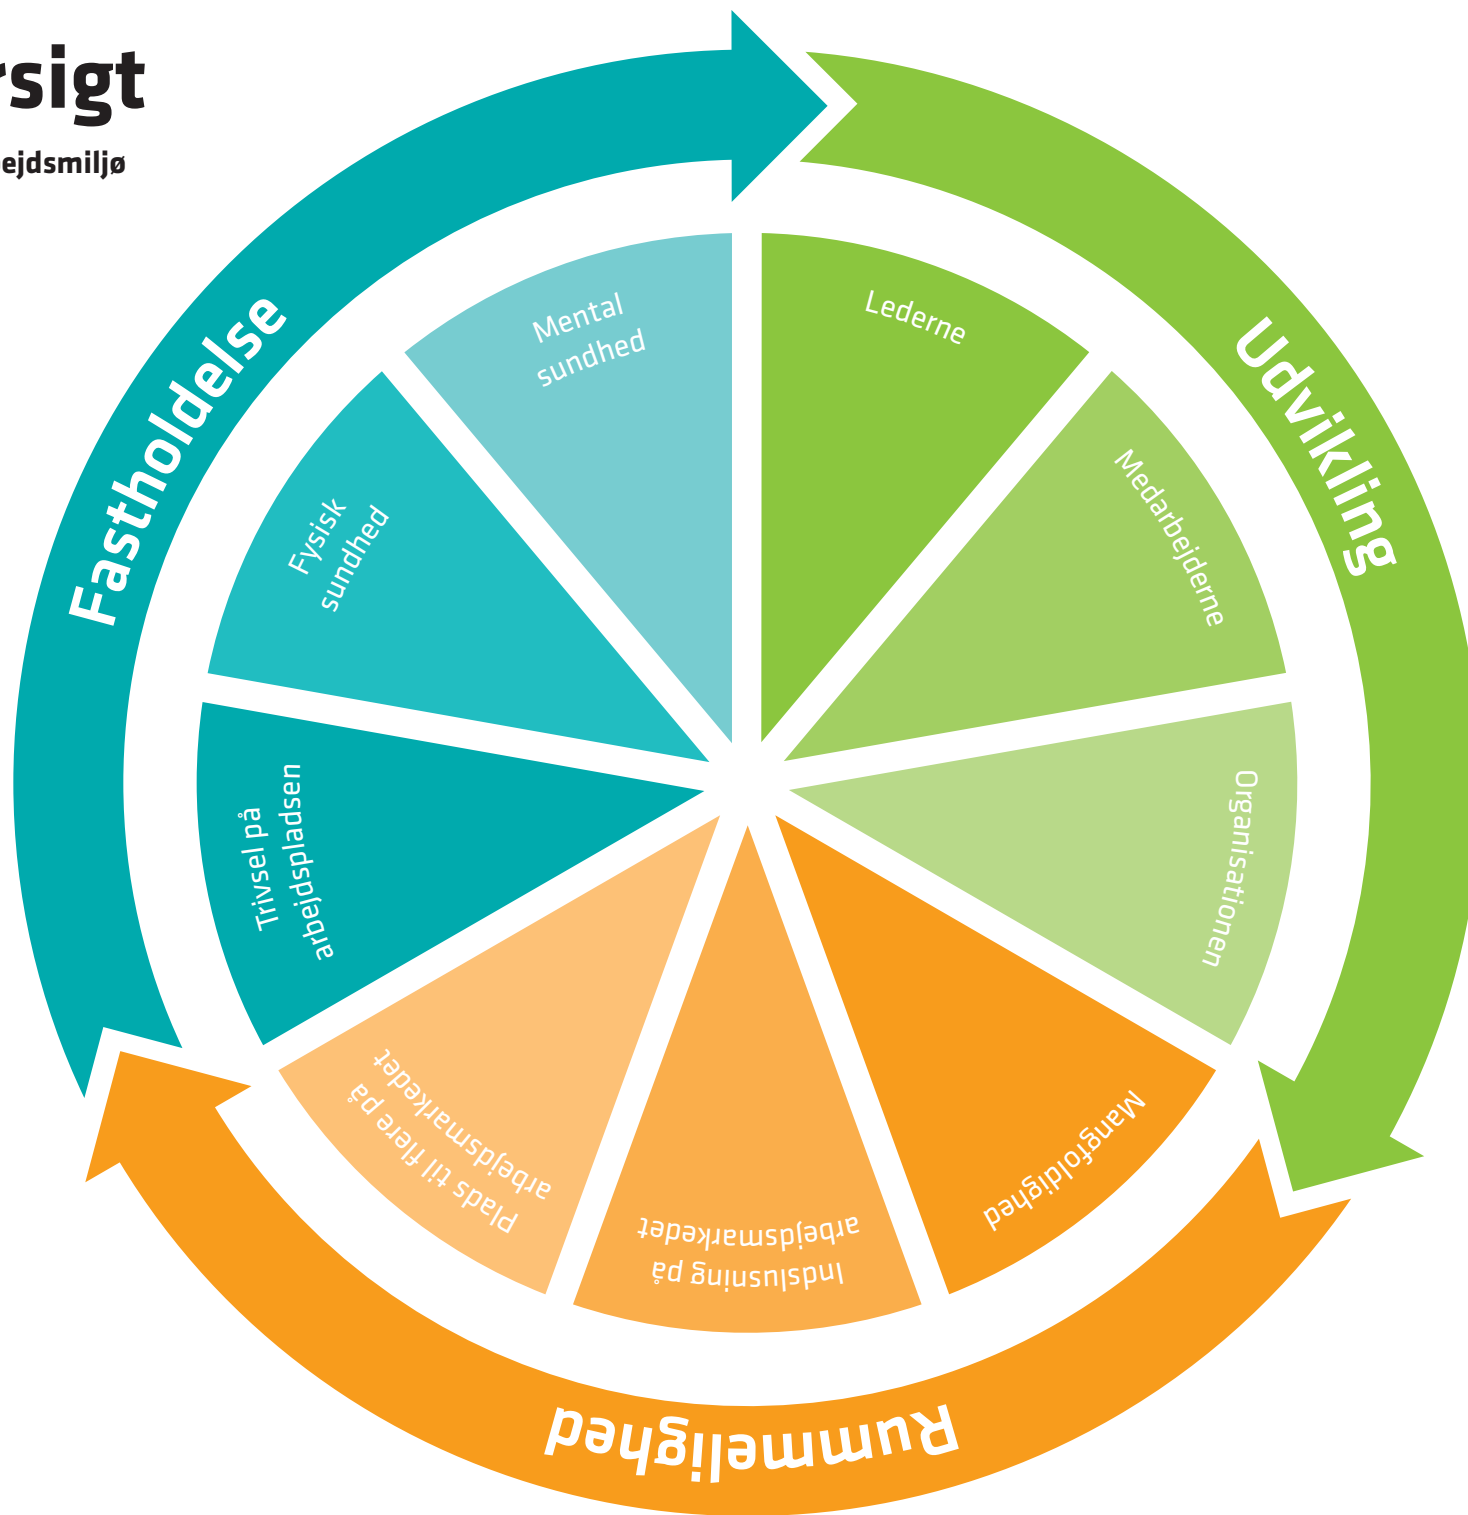 rsigt
ejdsmiljø
Fastholdelse
Udvikling
Rummelighed
Mental
sundhed
Lederne
Medarbejderne
Organisationen
Mangfoldighed
Indslusning på
arbejdsmarkedet
Plads til flere på
arbejdsmarkedet
Trivsel på
arbejdspladsen
Fysisk
sundhed